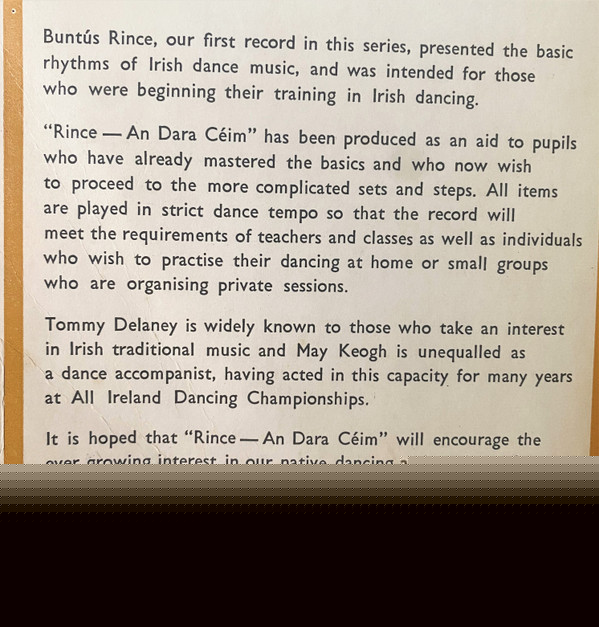 Buntús Rince, our first record in this series, presented the basic
rhythms of Irish dance music, and was intended for those
who were beginning their training in Irish dancing.
“Rince — An Dara Céim” has been produced as an aid to pupils
who have already mastered the basics and who now wish
to proceed to the more complicated sets and steps. All items
are played in strict dance tempo so that the record will
meet the requirements of teachers and classes as well as individuals
who wish to practise their dancing at home or small groups
who are organising private sessions.
Tommy Delaney is widely known to those who take an interest
in Irish traditional music and May Keogh is unequalled as
a dance accompanist, having acted in this capacity for many years
at All Ireland Dancing Championships.
It is hoped that “Rince — An Dara Céim” will encourage the
ever growing interest in our native dancing